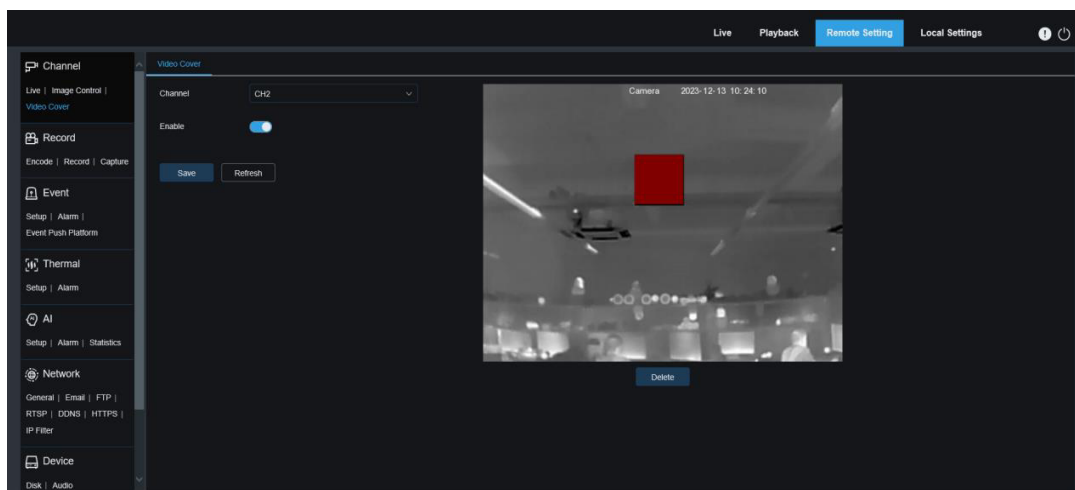 Live Playback Remote Setting Local Settings
Channel
Live | Image Control |
Video Cover
Record
Encode | Record | Capture
Event
Setup | Alarm |
Event Push Platform
Thermal
Setup | Alarm
AI
Setup | Alarm | Statistics
Network
General | Email | FTP |
RTSP | DDNS | HTTPS |
IP Filter
Device
Disk | Audio
Video Cover
Channel CH2
Enable
Save Refresh
Camera 2023-12-13 10:24:10
Delete